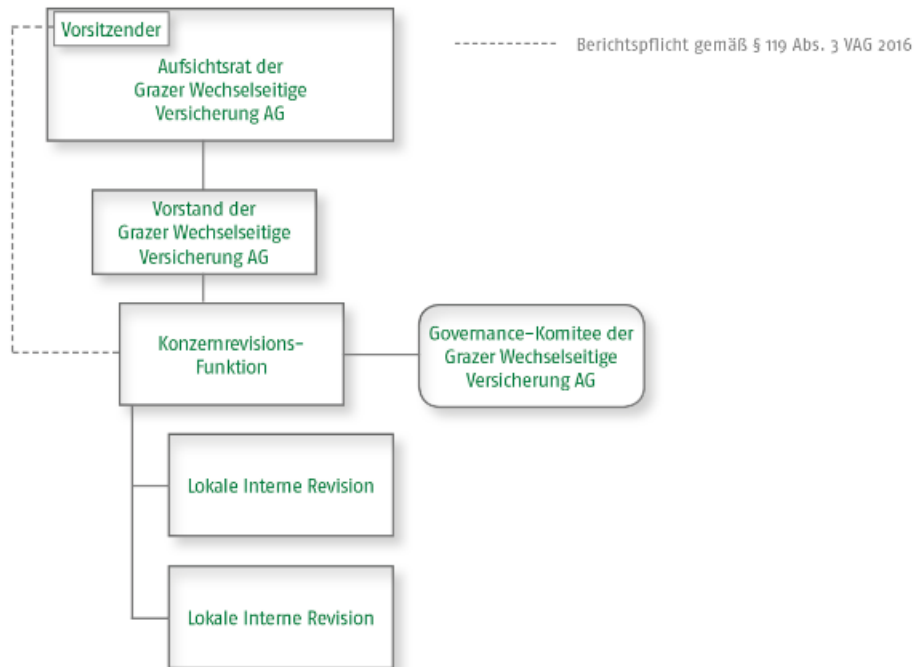 Vorsitzender
Aufsichtsrat der
Grazer Wechselseitige
Versicherung AG
Berichtspflicht gemäß § 119 Abs. 3 VAG 2016
Vorstand der
Grazer Wechselseitige
Versicherung AG
Konzernrevisions-
Funktion
Governance-Komitee der
Grazer Wechselseitige
Versicherung AG
Lokale Interne Revision
Lokale Interne Revision